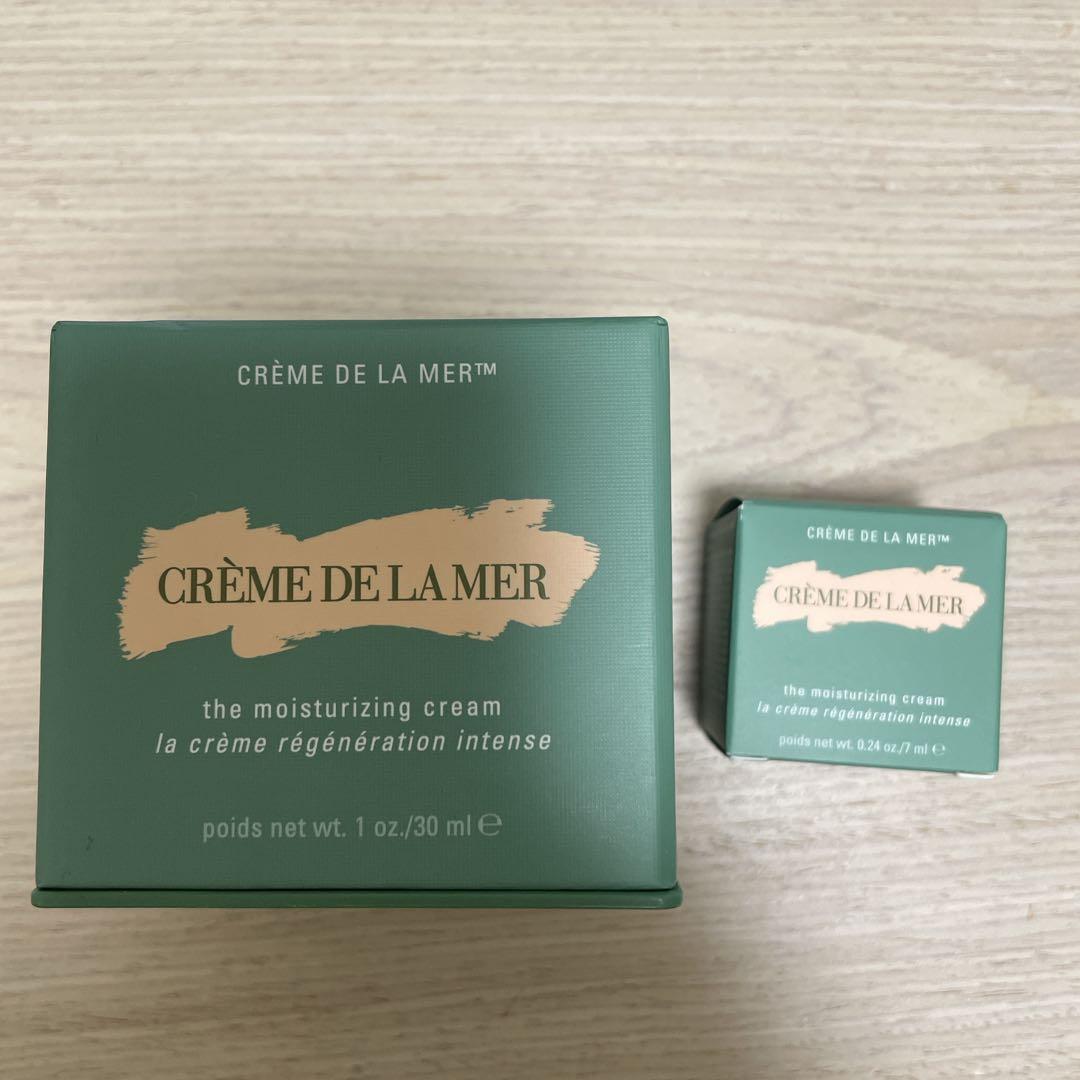 CRÈME DE LA MER™
CRÈME DE LA MER
the moisturizing cream
la crème régénération intense
poids net wt. 1 oz./30 ml ℮
CRÈME DE LA MER™
CRÈME DE LA MER
the moisturizing cream
la crème régénération intense
poids net wt. 0.24 oz./7 ml ℮